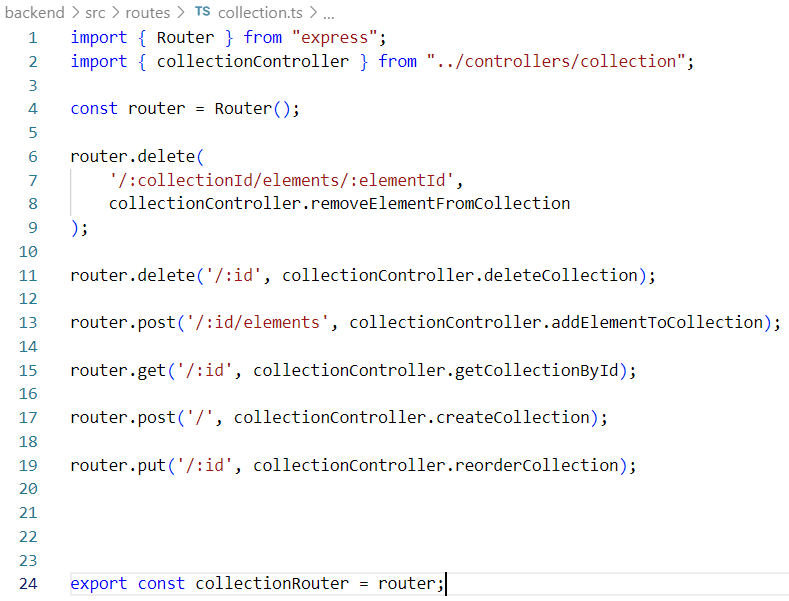 backend > src > routes > TS collection.ts > ...
1 import { Router } from "express";
2 import { collectionController } from "../controllers/collection";
3
4 const router = Router();
5
6 router.delete(
7     '/:collectionId/elements/:elementId',
8     collectionController.removeElementFromCollection
9 );
10
11 router.delete('/:id', collectionController.deleteCollection);
12
13 router.post('/:id/elements', collectionController.addElementToCollection);
14
15 router.get('/:id', collectionController.getCollectionById);
16
17 router.post('/', collectionController.createCollection);
18
19 router.put('/:id', collectionController.reorderCollection);
20
21
22
23
24 export const collectionRouter = router;